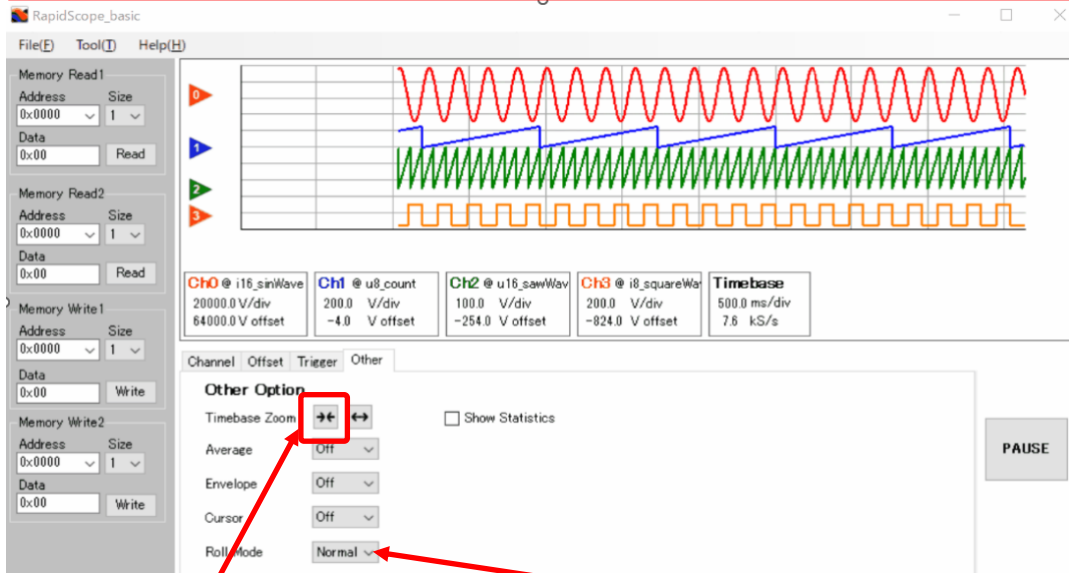 RapidScope_basic
File(F) Tool(T) Help(H)
Memory Read1
Address Size
0x0000 1
Data
0x00 Read
Memory Read2
Address Size
0x0000 1
Data
0x00 Read
Memory Write1
Address Size
0x0000 1
Data
0x00 Write
Memory Write2
Address Size
0x0000 1
Data
0x00 Write
0
1
2
3
Ch0 @ i16_sinWave
20000.0 V/div
64000.0 V offset
Ch1 @ u8_count
200.0 V/div
-4.0 V offset
Ch2 @ u16_sawWav
100.0 V/div
-254.0 V offset
Ch3 @ i8_squareWa
200.0 V/div
-824.0 V offset
Timebase
500.0 ms/div
7.6 kS/s
Channel Offset Trigger Other
Other Option
Timebase Zoom Show Statistics
Average Off
Envelope Off
Cursor Off
Roll Mode Normal
PAUSE